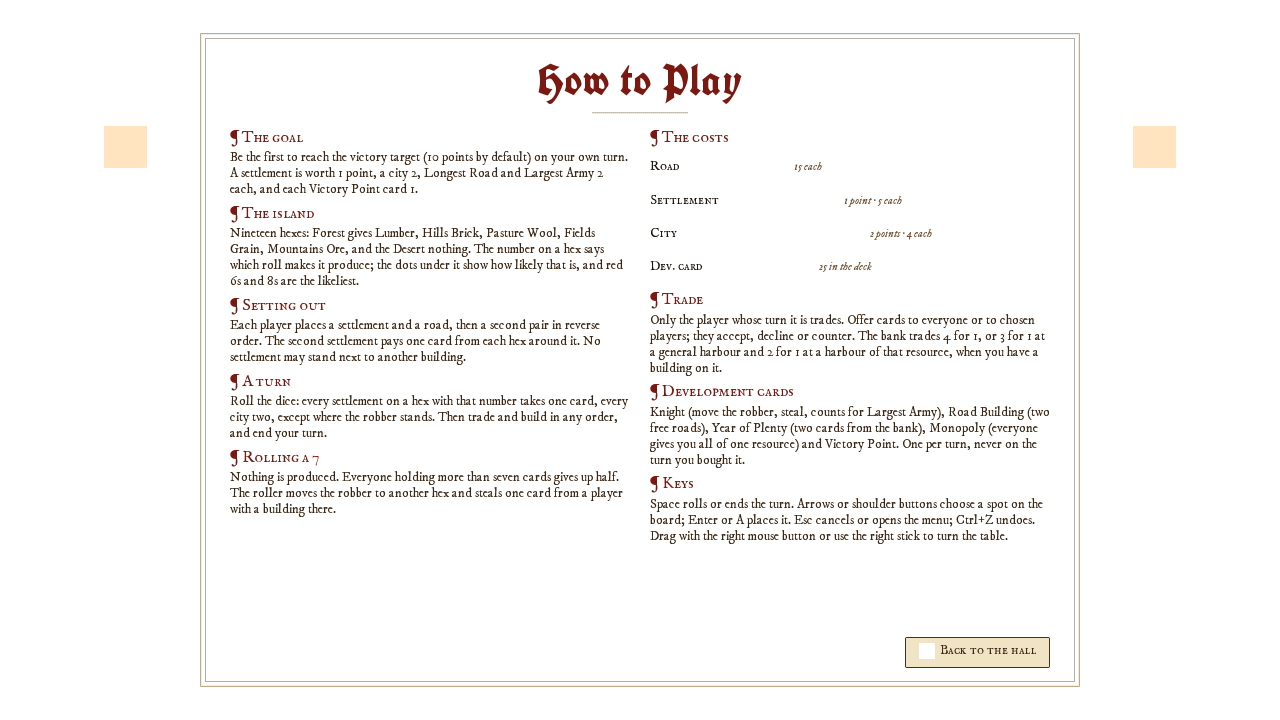 How to Play
¶ The goal
Be the first to reach the victory target (10 points by default) on your own turn.
A settlement is worth 1 point, a city 2, Longest Road and Largest Army 2
each, and each Victory Point card 1.
¶ The island
Nineteen hexes: Forest gives Lumber, Hills Brick, Pasture Wool, Fields
Grain, Mountains Ore, and the Desert nothing. The number on a hex says
which roll makes it produce; the dots under it show how likely that is, and red
6s and 8s are the likeliest.
¶ Setting out
Each player places a settlement and a road, then a second pair in reverse
order. The second settlement pays one card from each hex around it. No
settlement may stand next to another building.
¶ A turn
Roll the dice: every settlement on a hex with that number takes one card, every
city two, except where the robber stands. Then trade and build in any order,
and end your turn.
¶ Rolling a 7
Nothing is produced. Everyone holding more than seven cards gives up half.
The roller moves the robber to another hex and steals one card from a player
with a building there.
¶ The costs
Road 15 each
Settlement 1 point · 5 each
City 2 points · 4 each
Dev. card 25 in the deck
¶ Trade
Only the player whose turn it is trades. Offer cards to everyone or to chosen
players; they accept, decline or counter. The bank trades 4 for 1, or 3 for 1 at
a general harbour and 2 for 1 at a harbour of that resource, when you have a
building on it.
¶ Development cards
Knight (move the robber, steal, counts for Largest Army), Road Building (two
free roads), Year of Plenty (two cards from the bank), Monopoly (everyone
gives you all of one resource) and Victory Point. One per turn, never on the
turn you bought it.
¶ Keys
Space rolls or ends the turn. Arrows or shoulder buttons choose a spot on the
board; Enter or A places it. Esc cancels or opens the menu; Ctrl+Z undoes.
Drag with the right mouse button or use the right stick to turn the table.
Back to the hall